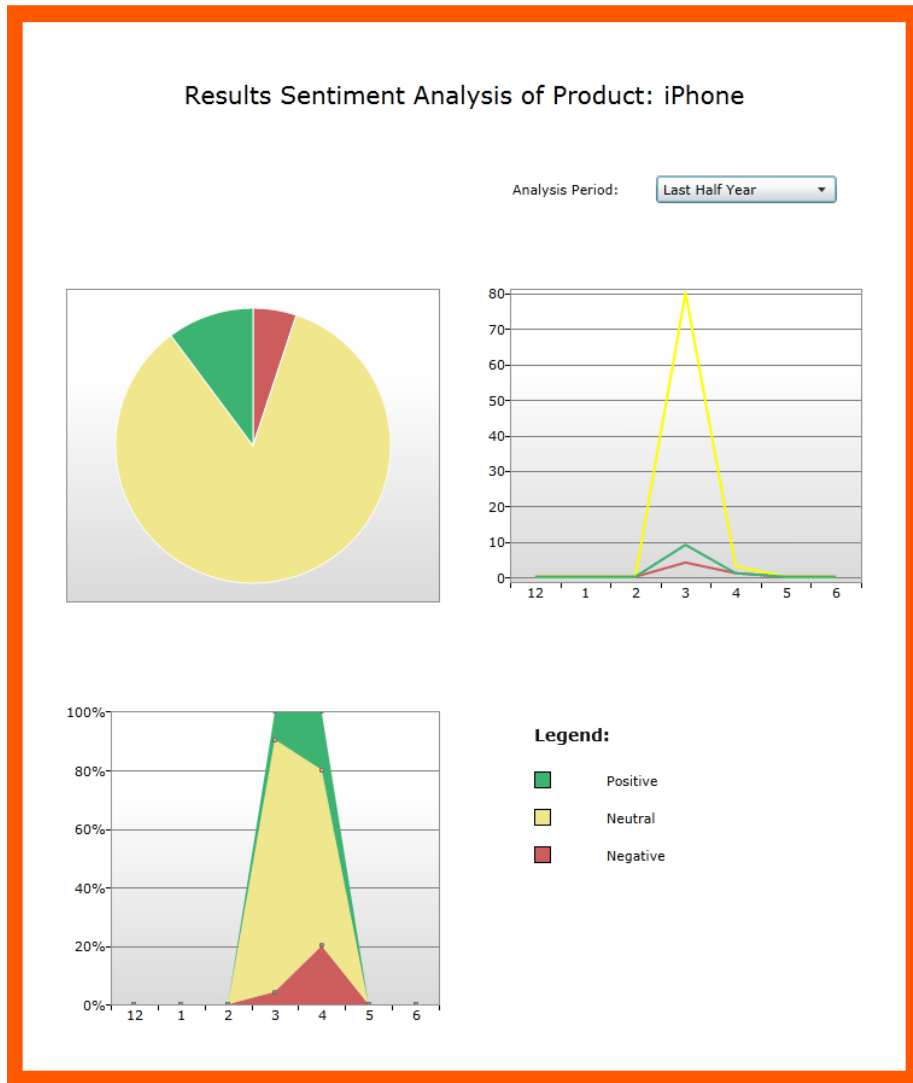 Results Sentiment Analysis of Product: iPhone
Analysis Period: Last Half Year
80
70
60
50
40
30
20
10
0
12 1 2 3 4 5 6
100%
80%
60%
40%
20%
0%
12 1 2 3 4 5 6
Legend:
Positive
Neutral
Negative